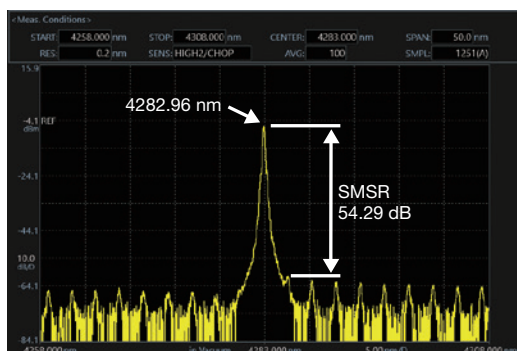 <Meas. Conditions>
START: 4258.000 nm STOP: 4308.000 nm CENTER: 4283.000 nm SPAN: 50.0 nm
RES: 0.2 nm SENS: HIGH2/CHOP AVG: 100 SMPL: 1251(A)
15.9
4282.96 nm
-4.1 REF
dBm
-24.1
SMSR
54.29 dB
-44.1
10.0
dB/D
-64.1
-84.1
4258.000 nm in Vacuum 4283.000 nm 5.00 nm/D 4308.000 nm